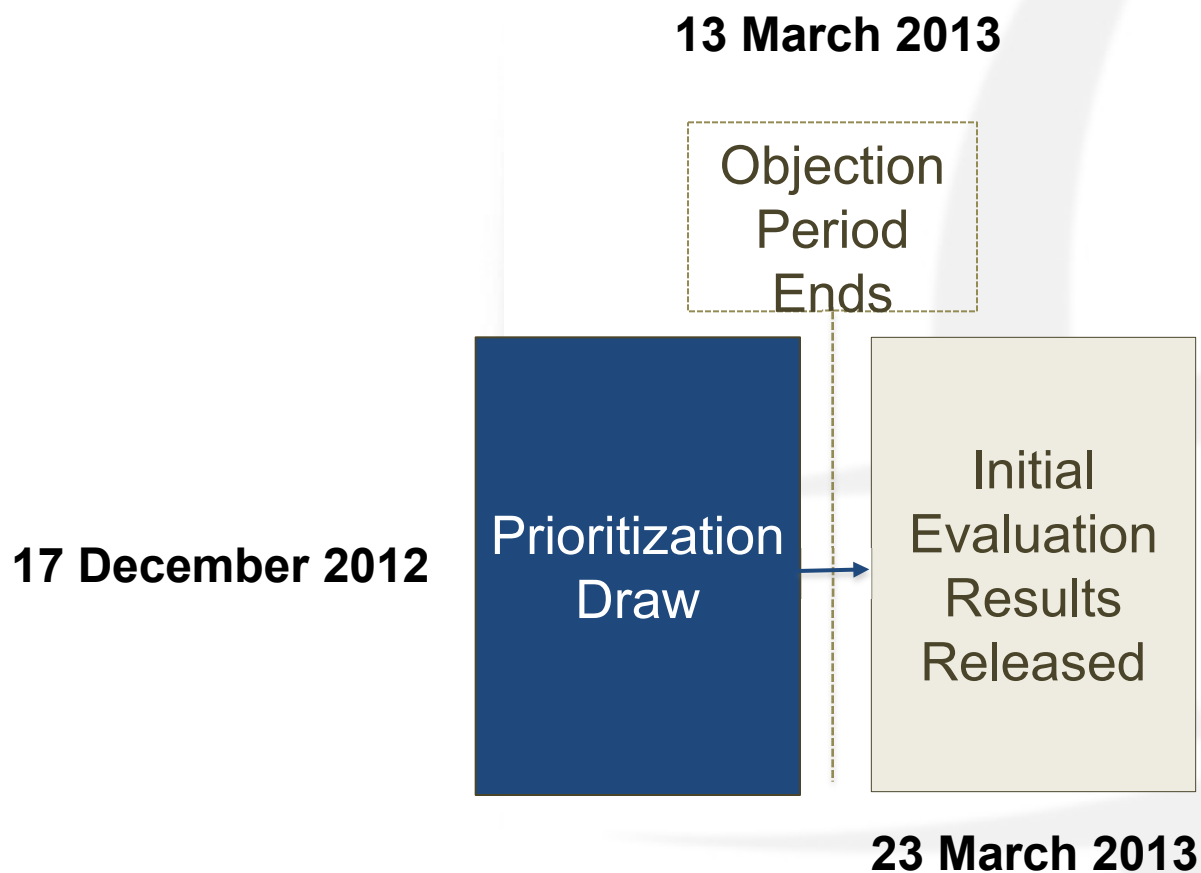 13 March 2013
Objection
Period
Ends
17 December 2012
Prioritization
Draw
Initial
Evaluation
Results
Released
23 March 2013